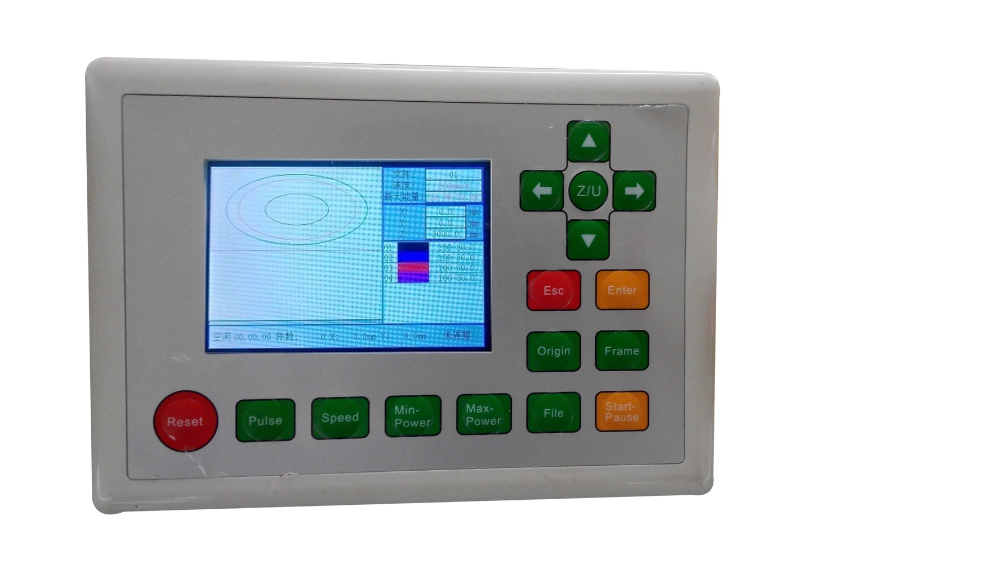 文件: 01
速度: 200mm/s
最大能量: 30.0%/30.0%
X: 0.0 mm
Y: 0.0 mm
Z: 3000.0 mm
01 100 30.0
02 100 30.0
03 100 30.0
04 100 30.0
空闲 00.00.00 件数: 0 X: 0.0mm Y: 0.0mm 未连接
Z/U
Esc
Enter
Origin
Frame
Reset
Pulse
Speed
Min-
Power
Max-
Power
File
Start-
Pause